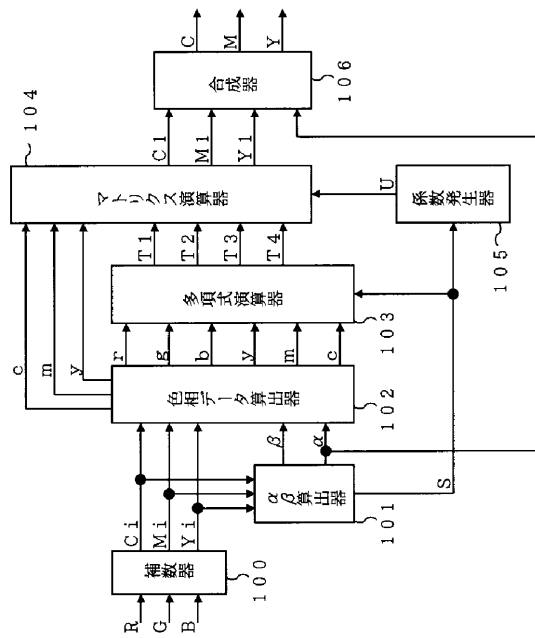 R
G
B
補数器
100
Ci
Mi
Yi
αβ算出器
101
β
α
S
色相データ算出器
102
c
m
y
r
g
b
y
m
c
多項式演算器
103
T1
T2
T3
T4
マトリクス演算器
104
係数発生器
105
U
C1
M1
Y1
合成器
106
C
M
Y